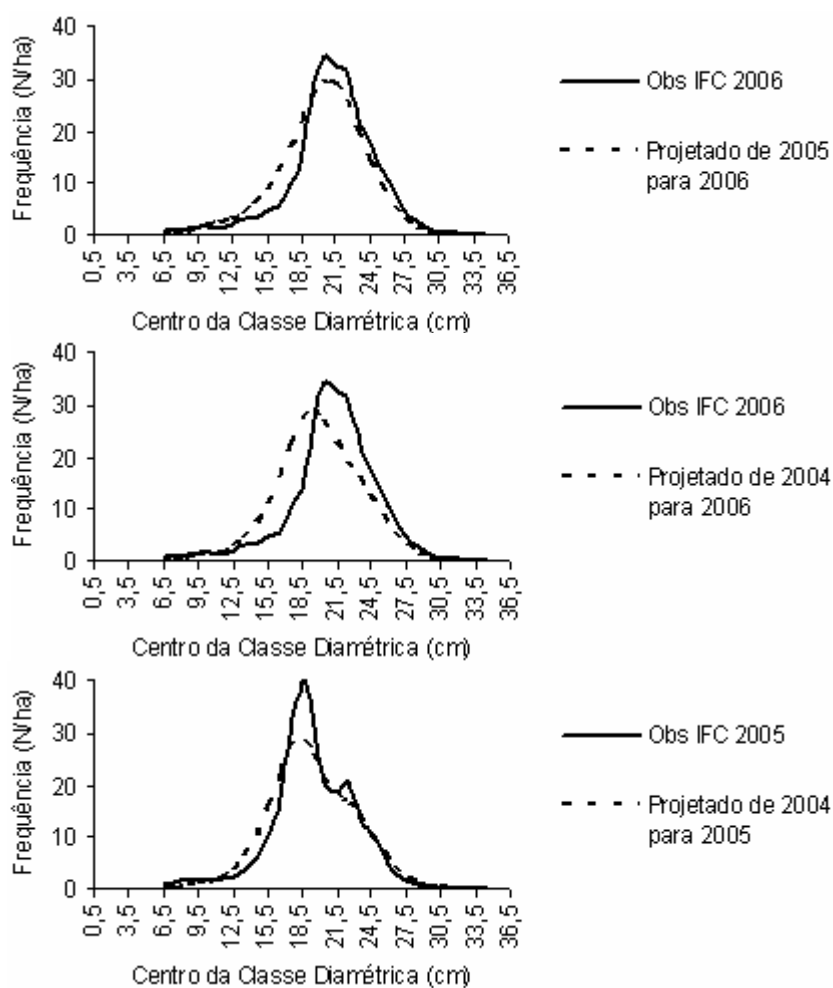 Frequência (N/ha)
40
30
20
10
0
0,5 3,5 6,5 9,5 12,5 15,5 18,5 21,5 24,5 27,5 30,5 33,5 36,5
Centro da Classe Diamétrica (cm)
Obs IFC 2006
Projetado de 2005
para 2006
Frequência (N/ha)
40
30
20
10
0
0,5 3,5 6,5 9,5 12,5 15,5 18,5 21,5 24,5 27,5 30,5 33,5 36,5
Centro da Classe Diamétrica (cm)
Obs IFC 2006
Projetado de 2004
para 2006
Frequência (N/ha)
40
30
20
10
0
0,5 3,5 6,5 9,5 12,5 15,5 18,5 21,5 24,5 27,5 30,5 33,5 36,5
Centro da Classe Diamétrica (cm)
Obs IFC 2005
Projetado de 2004
para 2005